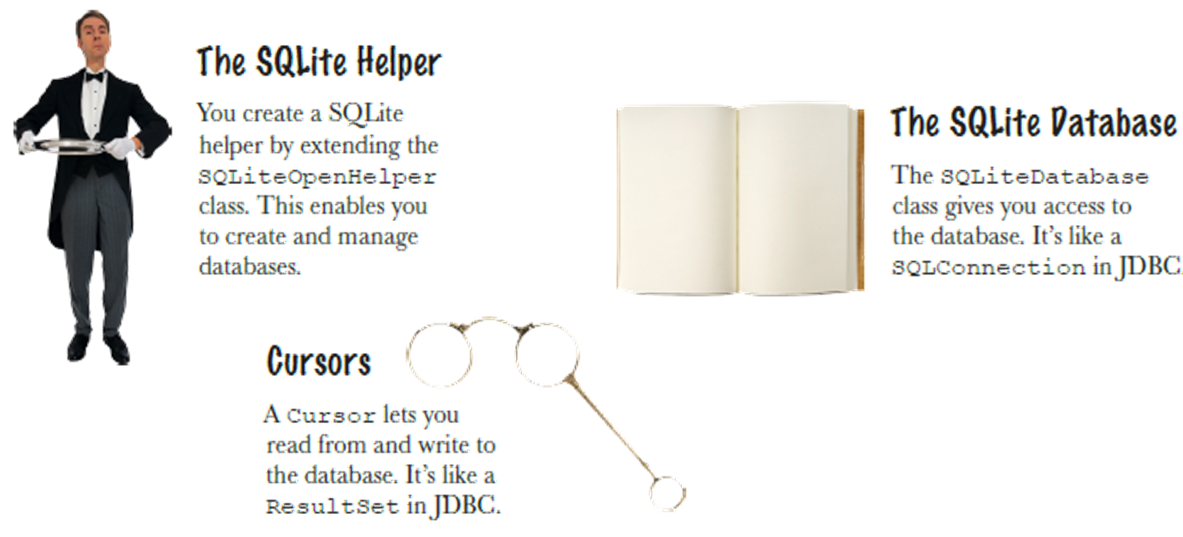 The SQLite Helper
You create a SQLite
helper by extending the
SQLiteOpenHelper
class. This enables you
to create and manage
databases.
The SQLite Database
The SQLiteDatabase
class gives you access to
the database. It's like a
SQLConnection in JDBC.
Cursors
A Cursor lets you
read from and write to
the database. It's like a
ResultSet in JDBC.